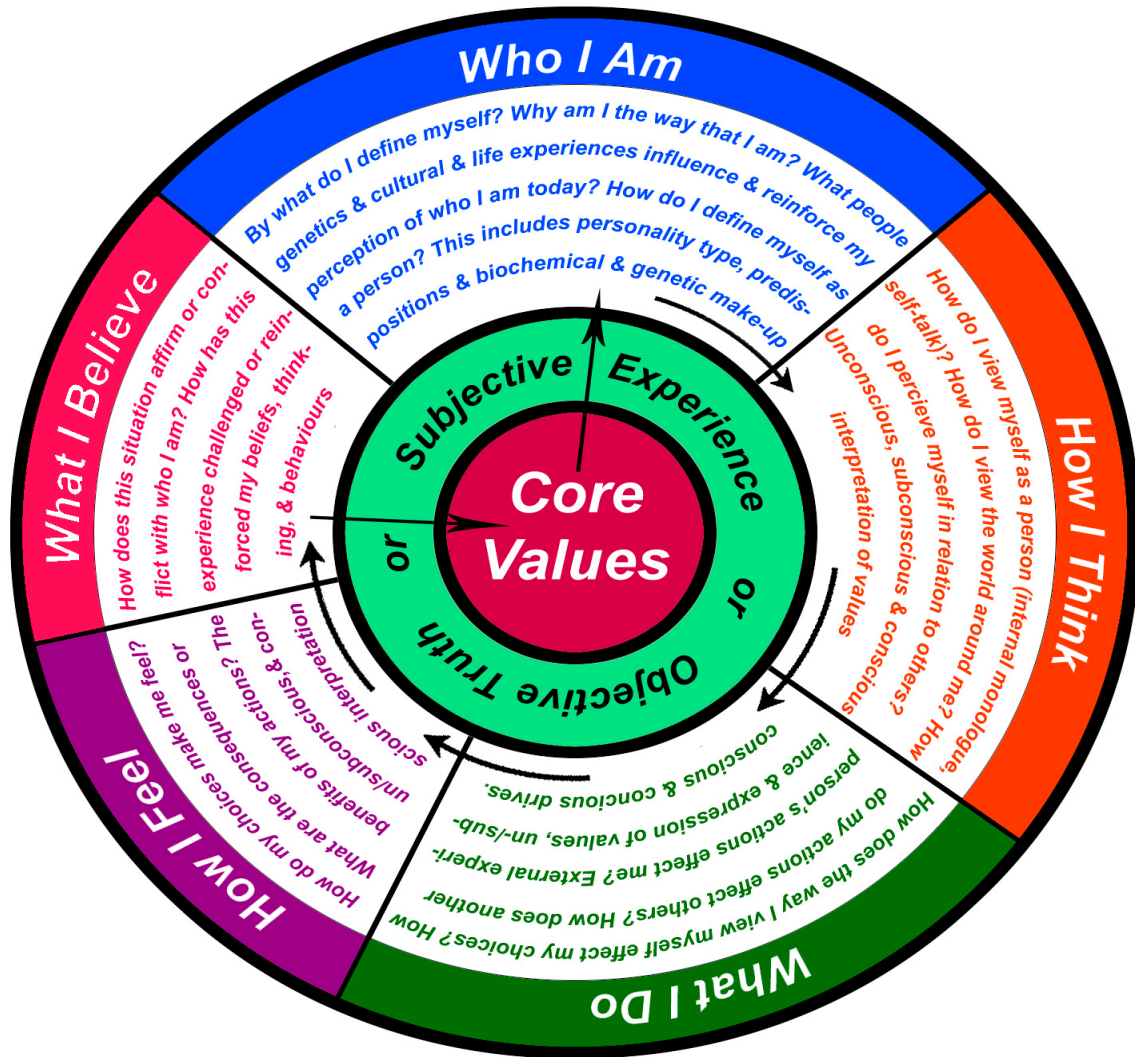 Who I Am
By what do I define myself? Why am I the way that I am? What people
genetics & cultural & life experiences influence & reinforce my
perception of who I am today? How do I define myself as
a person? This includes personality type, predis-
positions & biochemical & genetic make-up
How I Think
How do I view myself as a person (internal monologue,
self-talk)? How do I view the world around me? How
do I percieve myself in relation to others?
Unconscious, subconscious & conscious
interpretation of values
What I Do
How does the way I view myself effect my choices? How
do my actions effect others? How does another
person's actions effect me? External experi-
ience & expression of values, un-/sub-
conscious & concious drives.
How I Feel
How do my choices make me feel?
What are the consequences or
benefits of my actions? The
un/subconscious,& con-
scious interpretation
What I Believe
How does this situation affirm or con-
flict with who I am? How has this
experience challenged or rein-
forced my beliefs, think-
ing, & behaviours
Subjective Experience or Objective Truth or
Core
Values